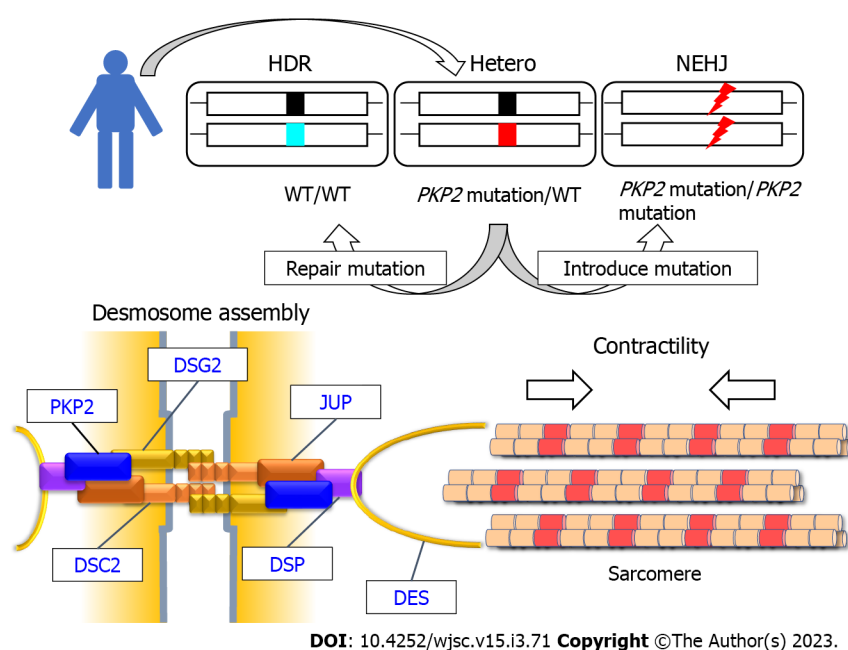 HDR
Hetero
NEHJ
WT/WT
PKP2 mutation/WT
PKP2 mutation/PKP2
mutation
Repair mutation
Introduce mutation
Desmosome assembly
DSG2
PKP2
JUP
DSC2
DSP
DES
Contractility
Sarcomere
DOI: 10.4252/wjsc.v15.i3.71 Copyright ©The Author(s) 2023.